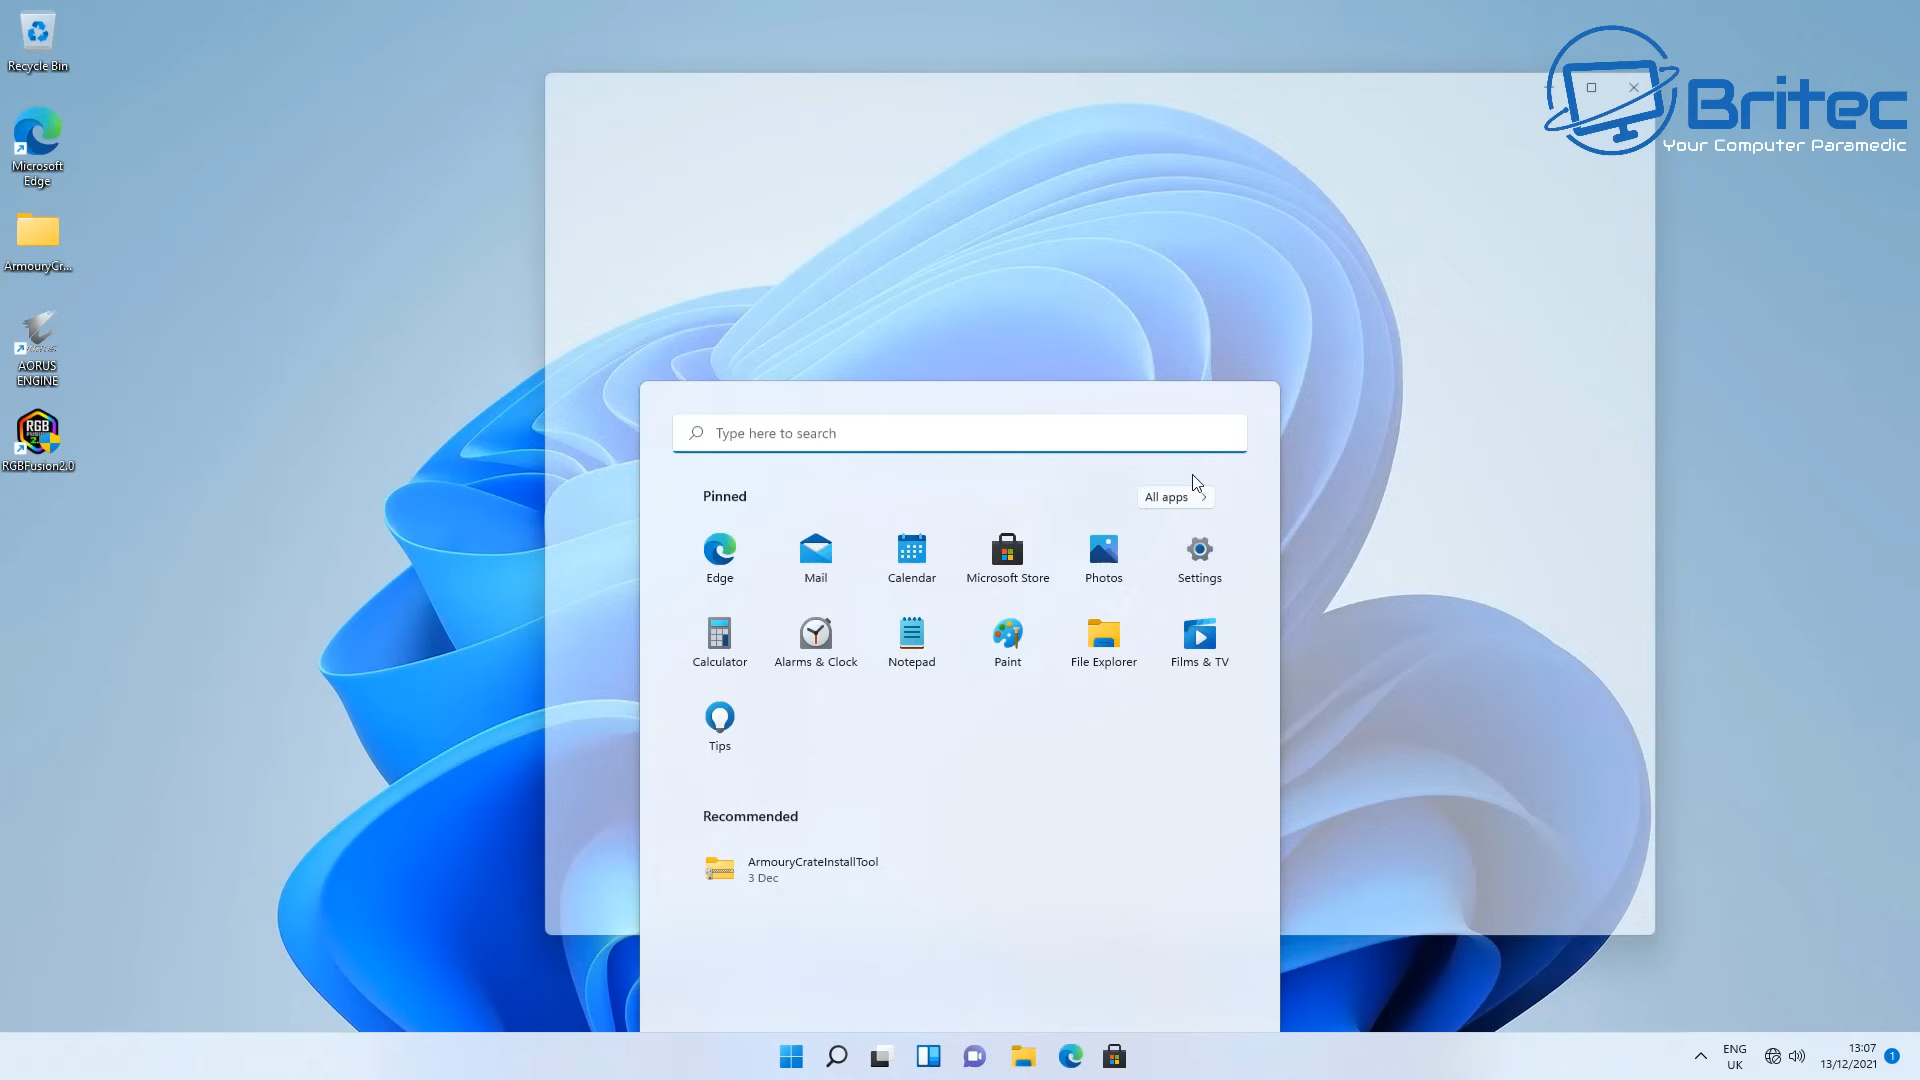 Recycle Bin
Microsoft
Edge
ArmouryCr...
AORUS
ENGINE
RGB
RGBFusion2.0
Britec
Your Computer Paramedic
Type here to search
Pinned
All apps
Edge
Mail
Calendar
Microsoft Store
Photos
Settings
Calculator
Alarms & Clock
Notepad
Paint
File Explorer
Films & TV
Tips
Recommended
ArmouryCrateInstallTool
3 Dec
ENG
UK
13:07
13/12/2021
1